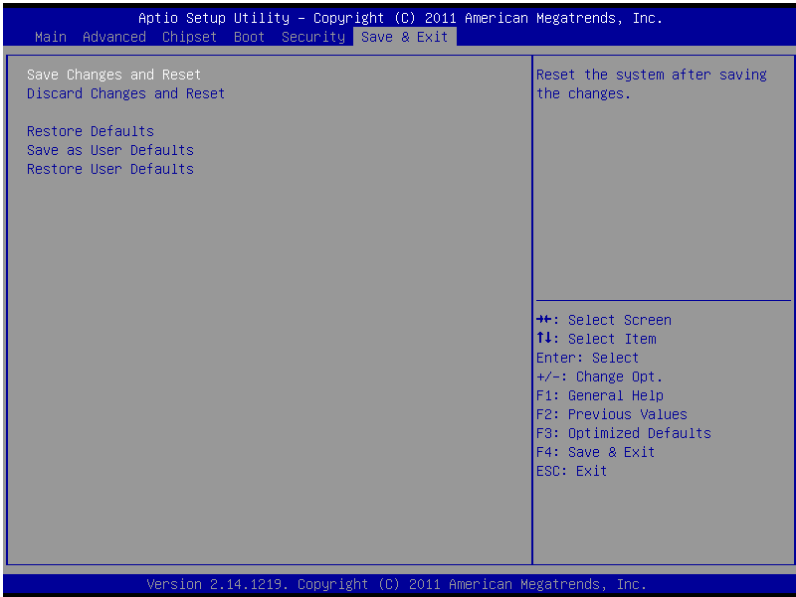 Aptio Setup Utility – Copyright (C) 2011 American Megatrends, Inc.
Main Advanced Chipset Boot Security Save & Exit
Save Changes and Reset
Discard Changes and Reset
Restore Defaults
Save as User Defaults
Restore User Defaults
Reset the system after saving
the changes.
→←: Select Screen
↑↓: Select Item
Enter: Select
+/-: Change Opt.
F1: General Help
F2: Previous Values
F3: Optimized Defaults
F4: Save & Exit
ESC: Exit
Version 2.14.1219. Copyright (C) 2011 American Megatrends, Inc.